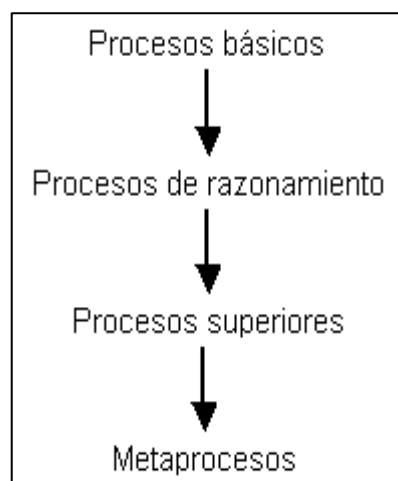 Procesos básicos
Procesos de razonamiento
Procesos superiores
Metaprocesos